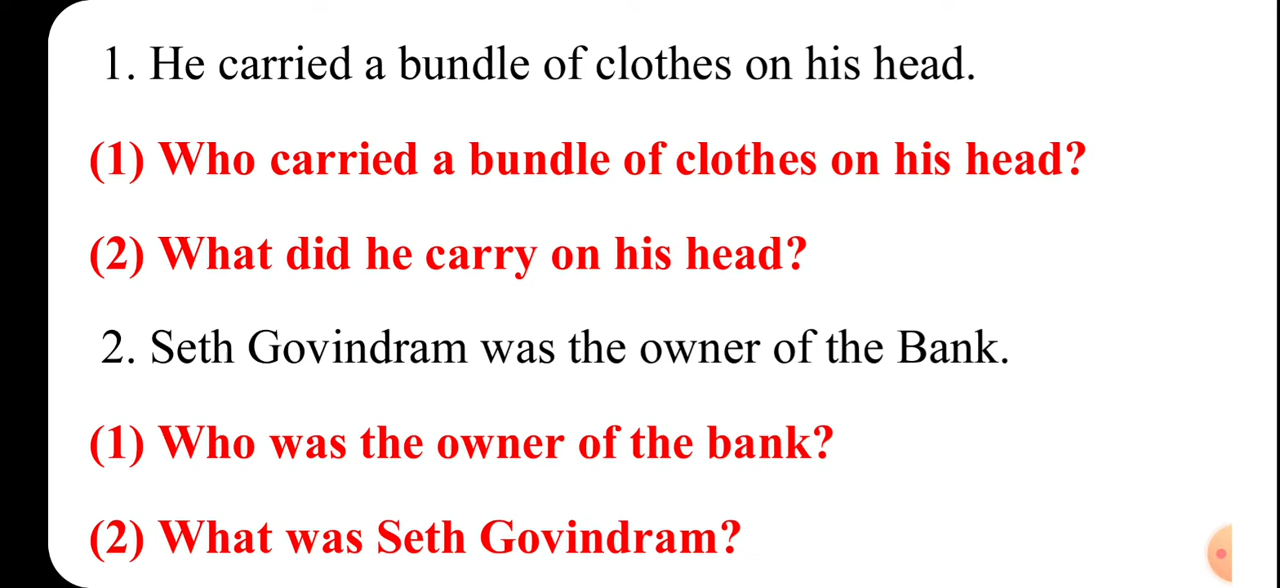 1. He carried a bundle of clothes on his head.
(1) Who carried a bundle of clothes on his head?
(2) What did he carry on his head?
2. Seth Govindram was the owner of the Bank.
(1) Who was the owner of the bank?
(2) What was Seth Govindram?